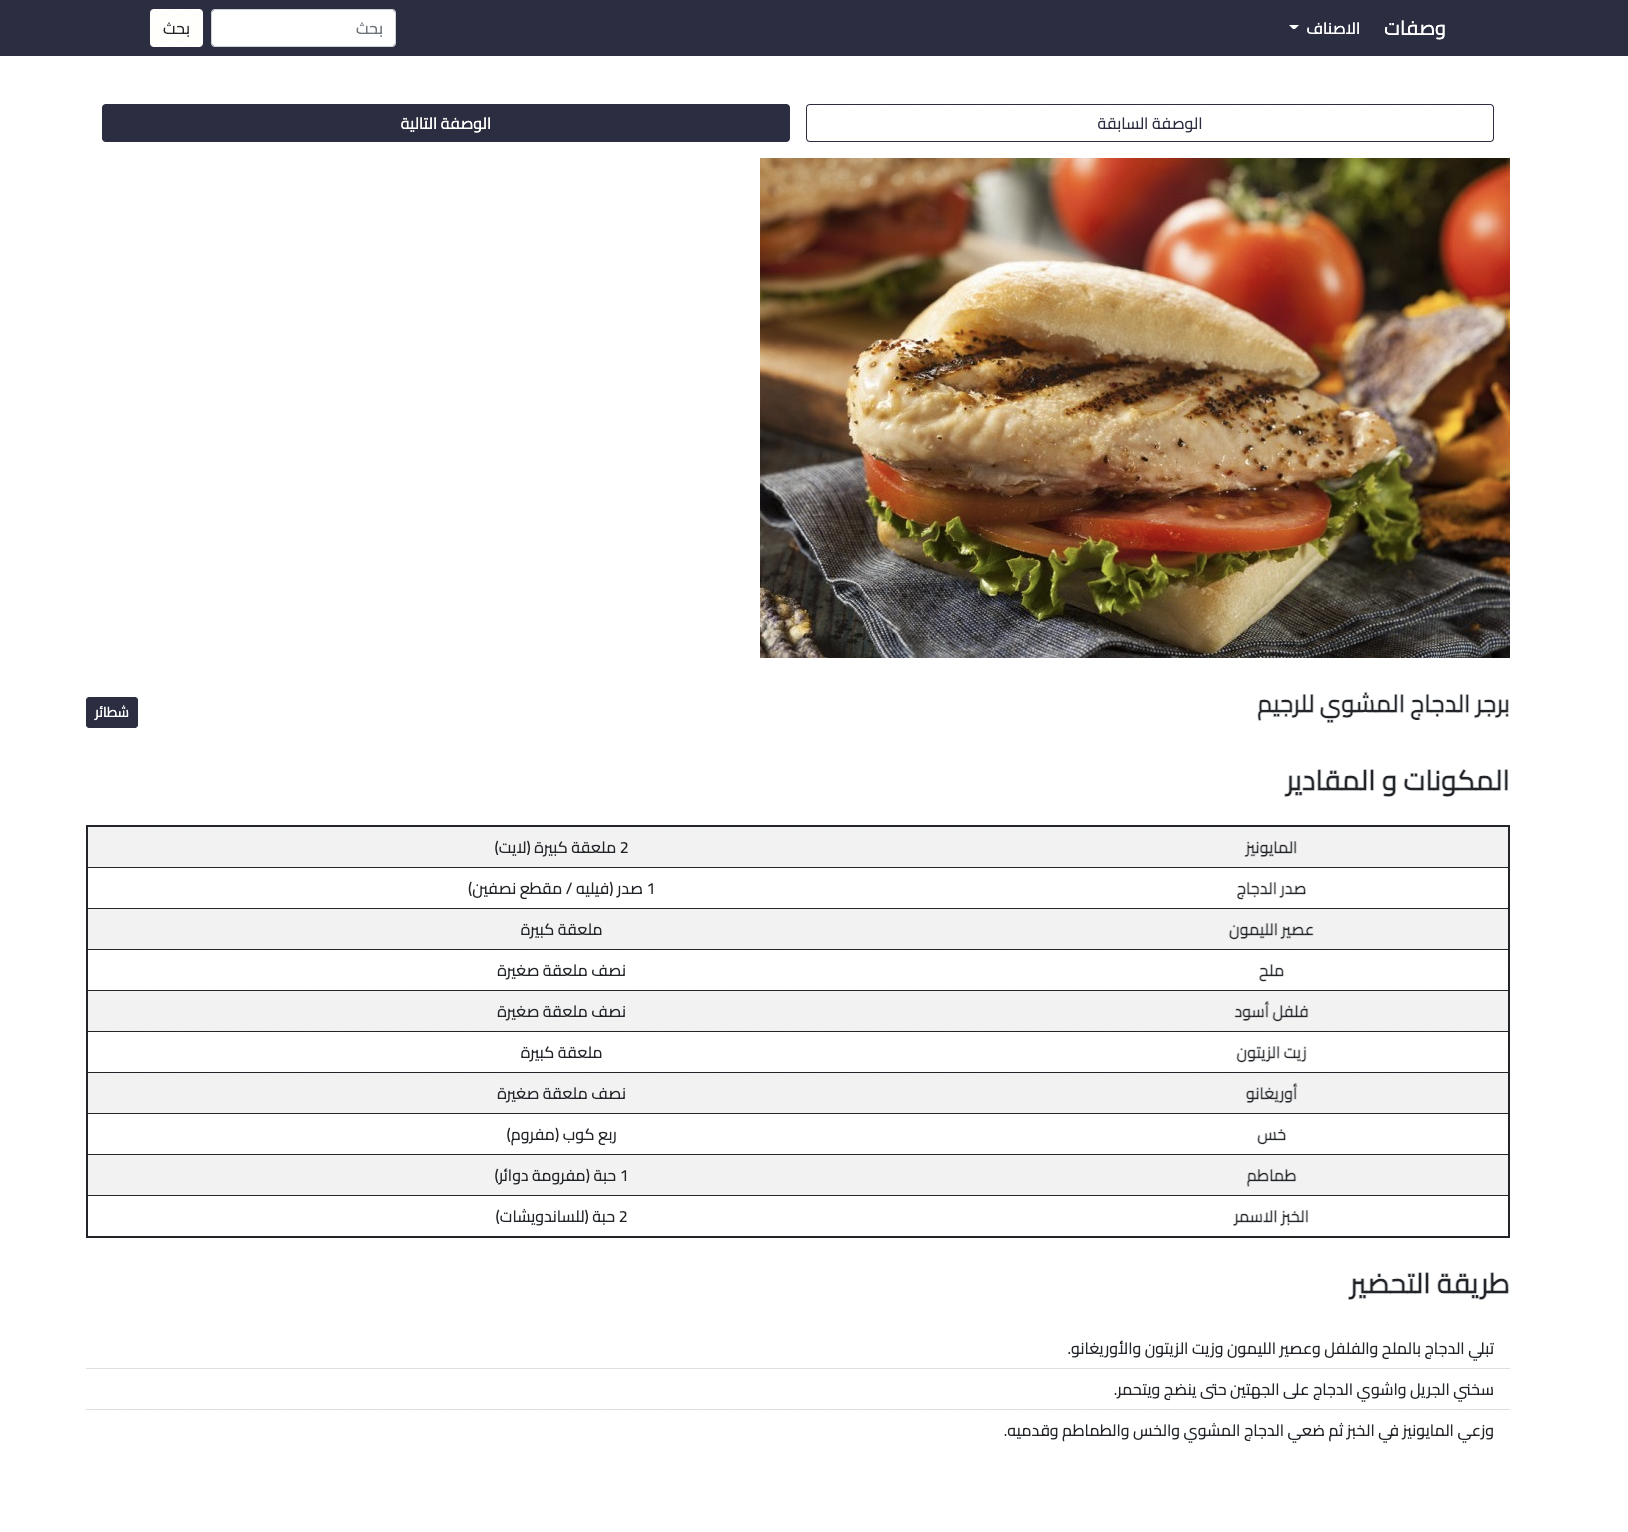 وصفات
الاصناف
بحث
بحث
الوصفة السابقة
الوصفة التالية
برجر الدجاج المشوي للرجيم
شطائر
المكونات و المقادير
المايونيز 2 ملعقة كبيرة (لايت)
صدر الدجاج 1 صدر (فيليه / مقطع نصفين)
عصير الليمون ملعقة كبيرة
ملح نصف ملعقة صغيرة
فلفل أسود نصف ملعقة صغيرة
زيت الزيتون ملعقة كبيرة
أوريغانو نصف ملعقة صغيرة
خس ربع كوب (مفروم)
طماطم 1 حبة (مفرومة دوائر)
الخبز الاسمر 2 حبة (للساندويشات)
طريقة التحضير
تبلي الدجاج بالملح والفلفل وعصير الليمون وزيت الزيتون والأوريغانو.
سخني الجريل واشوي الدجاج على الجهتين حتى ينضج ويتحمر.
وزعي المايونيز في الخبز ثم ضعي الدجاج المشوي والخس والطماطم وقدميه.